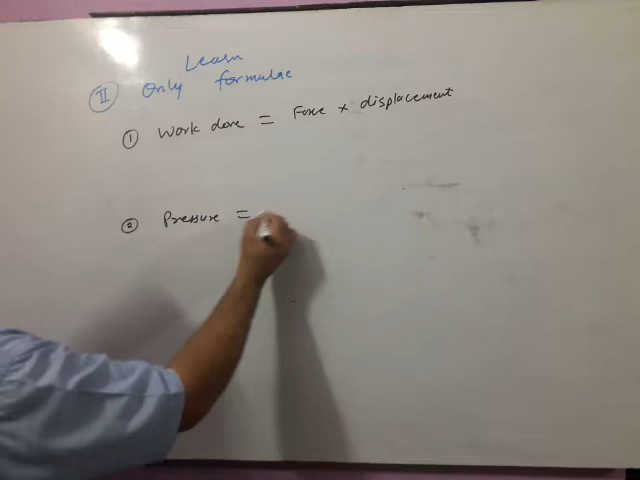 Learn
II Only formulae
1 Work done = Force × displacement
2 Pressure =